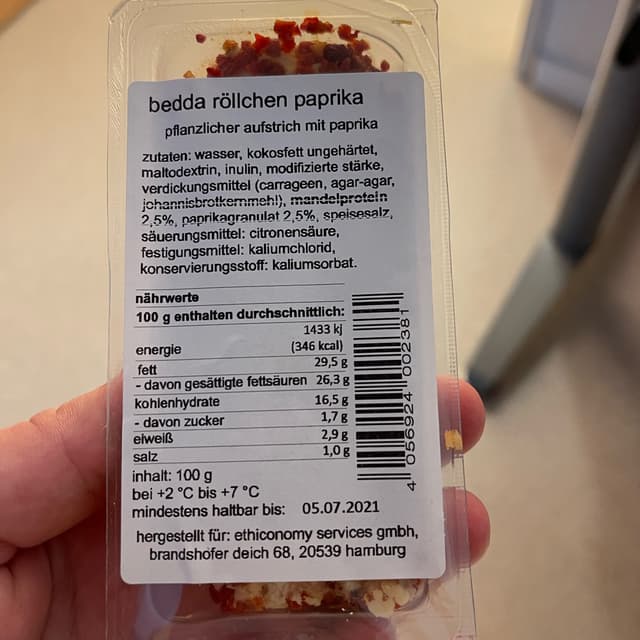 bedda röllchen paprika
pflanzlicher aufstrich mit paprika
zutaten: wasser, kokosfett ungehärtet,
maltodextrin, inulin, modifizierte stärke,
verdickungsmittel (carrageen, agar-agar,
johannisbrotkernmehl), mandelprotein
2,5%, paprikagranulat 2,5%, speisesalz,
säuerungsmittel: citronensäure,
festigungsmittel: kaliumchlorid,
konservierungsstoff: kaliumsorbat.
nährwerte
100 g enthalten durchschnittlich:
1433 kj
energie (346 kcal)
fett 29,5 g
- davon gesättigte fettsäuren 26,3 g
kohlenhydrate 16,5 g
- davon zucker 1,7 g
eiweiß 2,9 g
salz 1,0 g
inhalt: 100 g
bei +2 °C bis +7 °C
mindestens haltbar bis: 05.07.2021
hergestellt für: ethiconomy services gmbh,
brandshofer deich 68, 20539 hamburg
4 056924 002381